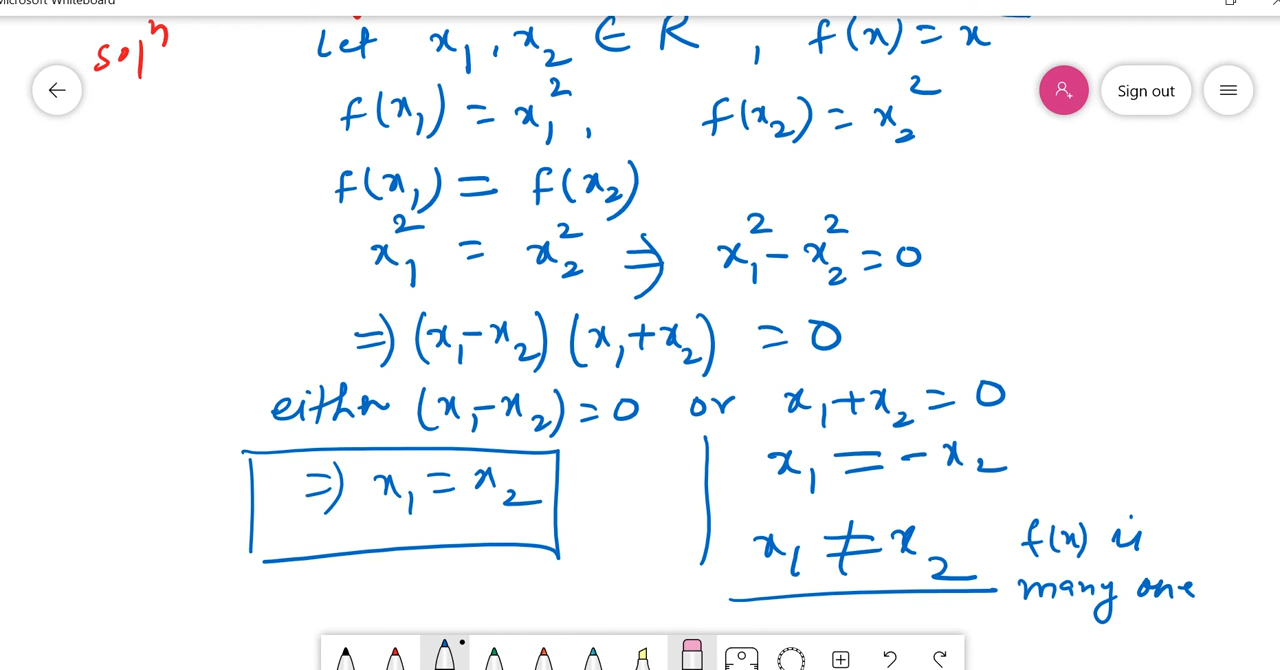 Microsoft Whiteboard
solⁿ
Let x₁, x₂ ∈ R, f(x) = x
Sign out
f(x₁) = x₁², f(x₂) = x₂²
f(x₁) = f(x₂)
x₁² = x₂² ⇒ x₁² - x₂² = 0
⇒ (x₁ - x₂) (x₁ + x₂) = 0
either (x₁ - x₂) = 0 or x₁ + x₂ = 0
⇒ x₁ = x₂
x₁ = - x₂
x₁ ≠ x₂
f(x) is
many one